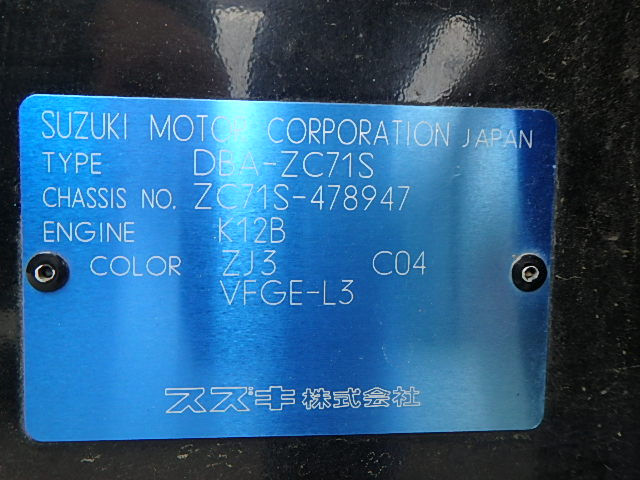 SUZUKI MOTOR CORPORATION JAPAN
TYPE DBA-ZC71S
CHASSIS NO. ZC71S-478947
ENGINE K12B
COLOR ZJ3 C04
VFGE-L3
スズキ株式会社